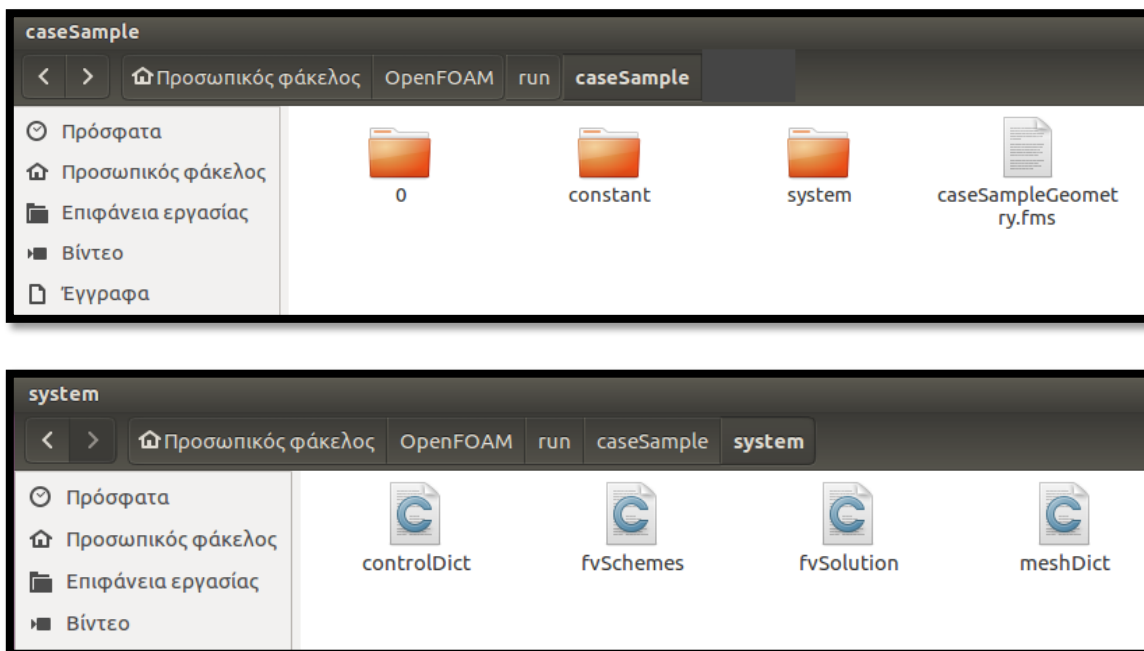 caseSample
Προσωπικός φάκελος OpenFOAM run caseSample
Πρόσφατα
Προσωπικός φάκελος
Επιφάνεια εργασίας
Βίντεο
Έγγραφα
0
constant
system
caseSampleGeomet
ry.fms
system
Προσωπικός φάκελος OpenFOAM run caseSample system
Πρόσφατα
Προσωπικός φάκελος
Επιφάνεια εργασίας
Βίντεο
controlDict
fvSchemes
fvSolution
meshDict